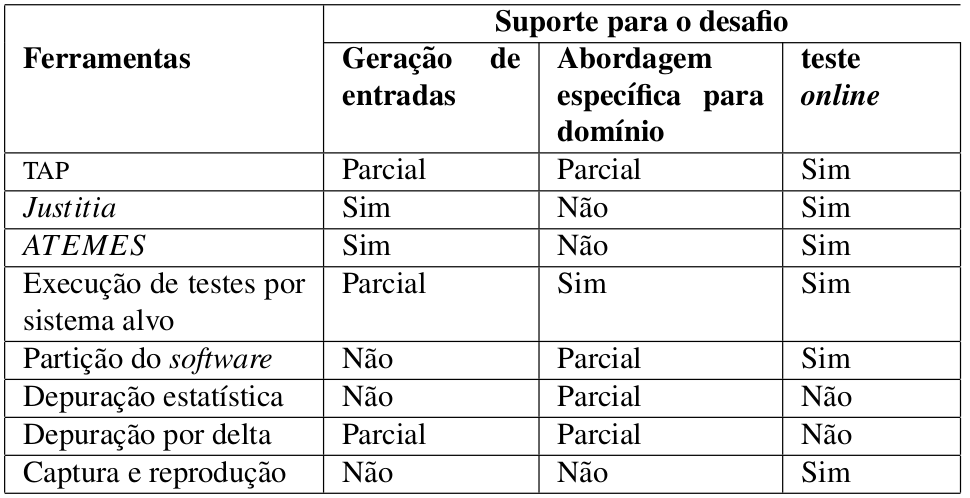 Suporte para o desafio
Ferramentas Geração de Abordagem teste
entradas específica para online
domínio
TAP Parcial Parcial Sim
Justitia Sim Não Sim
ATEMES Sim Não Sim
Execução de testes por Parcial Sim Sim
sistema alvo
Partição do software Não Parcial Sim
Depuração estatística Não Parcial Não
Depuração por delta Parcial Parcial Não
Captura e reprodução Não Não Sim